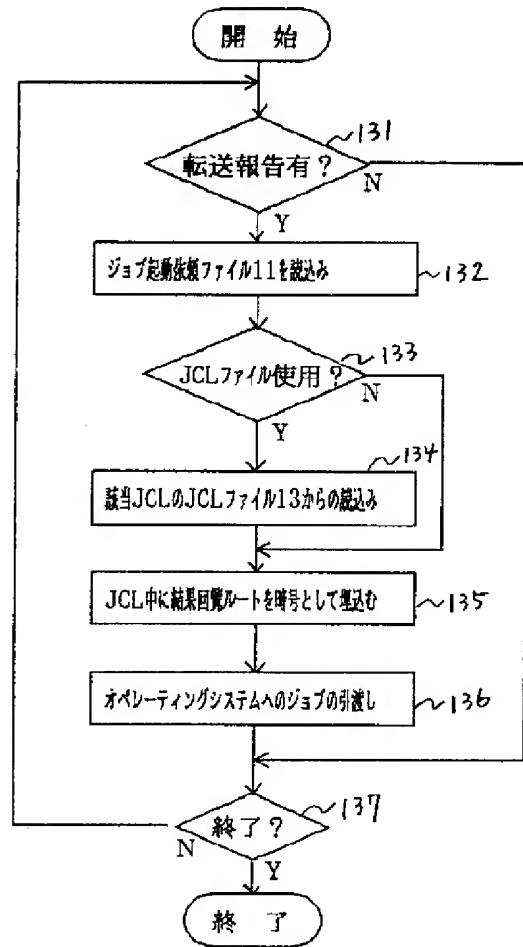 開 始
転送報告有?
131
N
Y
ジョブ起動依頼ファイル11を読込み
132
JCLファイル使用?
133
N
Y
134
該当JCLのJCLファイル13からの読込み
JCL中に結果回覧ルートを暗号として埋込む
135
オペレーティングシステムへのジョブの引渡し
136
終了?
137
N
Y
終 了